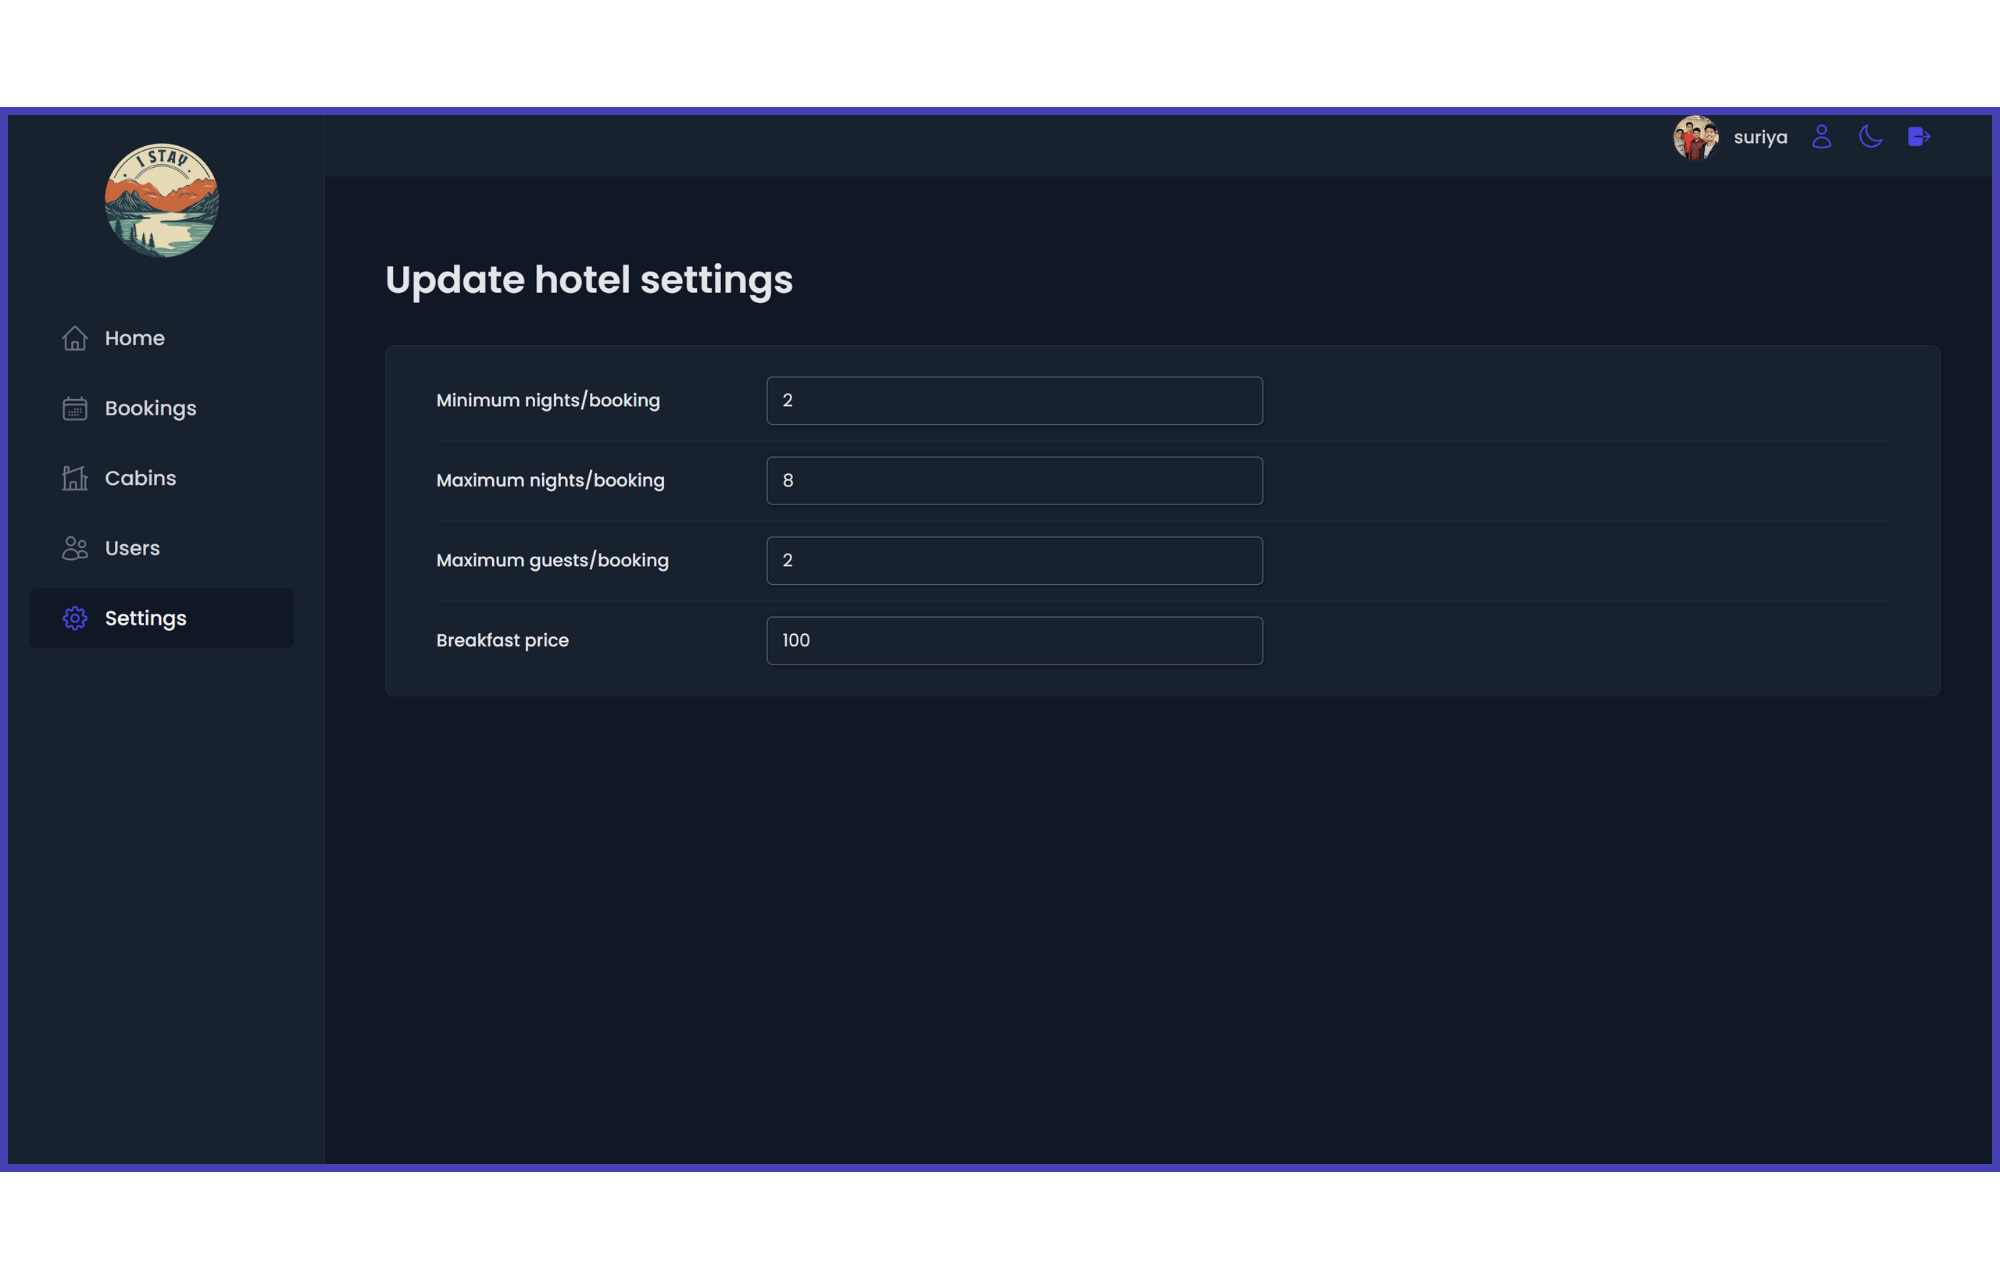 I STAY
suriya
Home
Bookings
Cabins
Users
Settings
Update hotel settings
Minimum nights/booking 2
Maximum nights/booking 8
Maximum guests/booking 2
Breakfast price 100